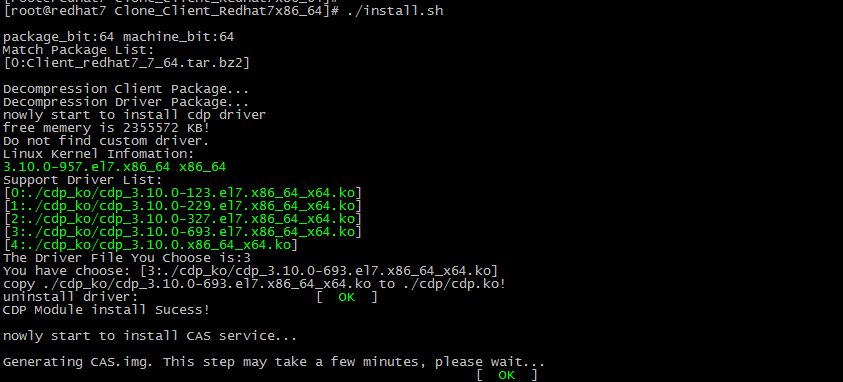 [root@redhat7 Clone_Client_Redhat7x86_64]#
[root@redhat7 Clone_Client_Redhat7x86_64]# ./install.sh
package_bit:64 machine_bit:64
Match Package List:
[0:Client_redhat7_7_64.tar.bz2]
Decompression Client Package...
Decompression Driver Package...
nowly start to install cdp driver
free memery is 2355572 KB!
Do not find custom driver.
Linux Kernel Infomation:
3.10.0-957.el7.x86_64 x86_64
Support Driver List:
[0:./cdp_ko/cdp_3.10.0-123.el7.x86_64_x64.ko]
[1:./cdp_ko/cdp_3.10.0-229.el7.x86_64_x64.ko]
[2:./cdp_ko/cdp_3.10.0-327.el7.x86_64_x64.ko]
[3:./cdp_ko/cdp_3.10.0-693.el7.x86_64_x64.ko]
[4:./cdp_ko/cdp_3.10.0.x86_64_x64.ko]
The Driver File You Choose is:3
You have choose: [3:./cdp_ko/cdp_3.10.0-693.el7.x86_64_x64.ko]
copy ./cdp_ko/cdp_3.10.0-693.el7.x86_64_x64.ko to ./cdp/cdp.ko!
uninstall driver: [ OK ]
CDP Module install Sucess!
nowly start to install CAS service...
Generating CAS.img. This step may take a few minutes, please wait...
[ OK ]